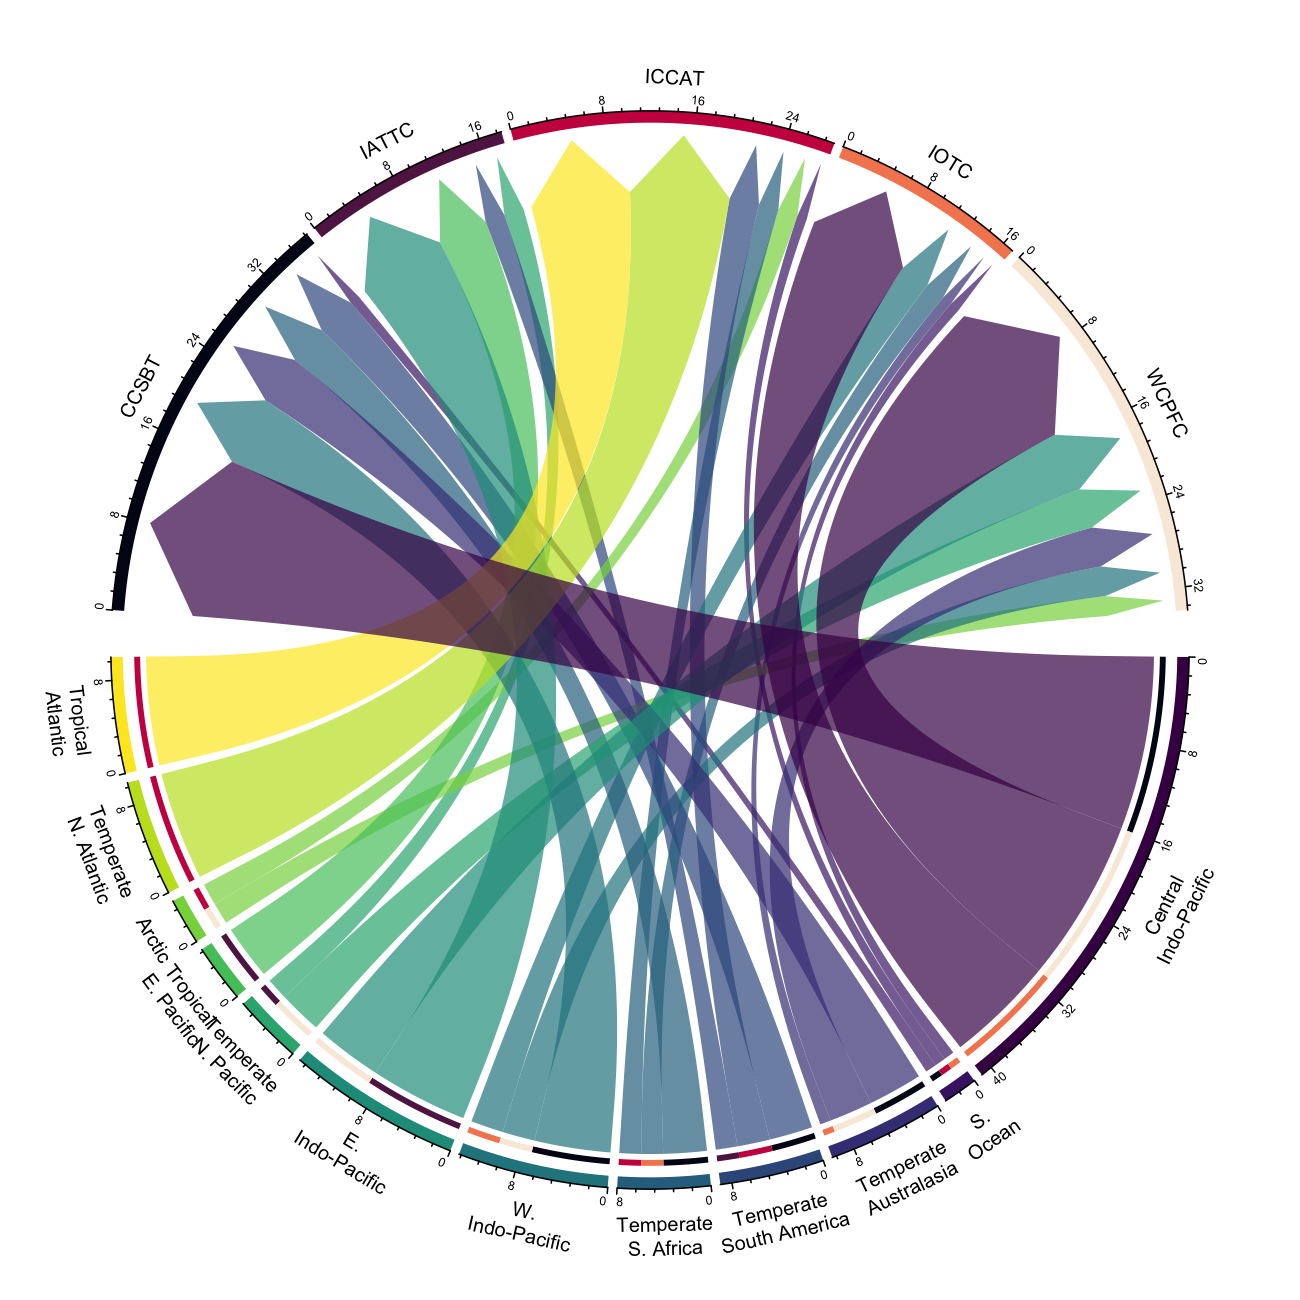 ICCAT
0
8
16
24
IATTC
0
8
16
IOTC
0
8
16
CCSBT
0
8
16
24
32
WCPFC
0
8
16
24
32
Tropical
Atlantic
0
8
Temperate
N. Atlantic
0
8
Arctic
0
Tropical
E. Pacific
0
Temperate
N. Pacific
0
E.
Indo-Pacific
0
8
W.
Indo-Pacific
0
8
Temperate
S. Africa
0
8
Temperate
South America
0
8
Temperate
Australasia
0
8
S.
Ocean
0
Central
Indo-Pacific
0
8
16
24
32
40